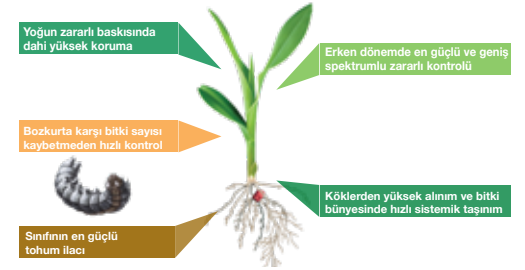 Yoğun zararlı baskısında
dahi yüksek koruma
Erken dönemde en güçlü ve geniş
spektrumlu zararlı kontrolü
Bozkurta karşı bitki sayısı
kaybetmeden hızlı kontrol
Köklerden yüksek alınım ve bitki
bünyesinde hızlı sistemik taşınım
Sınıfının en güçlü
tohum ilacı